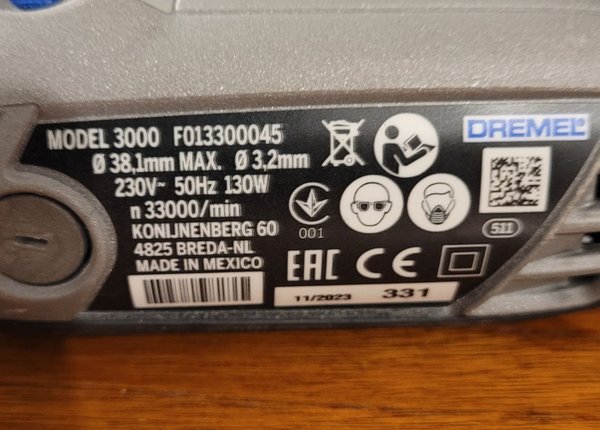 MODEL 3000 F013300045
Ø 38,1mm MAX. Ø 3,2mm
230V~ 50Hz 130W
n 33000/min
KONIJNENBERG 60
4825 BREDA-NL
MADE IN MEXICO
001
EAC CE
11/2023 331
DREMEL®
511